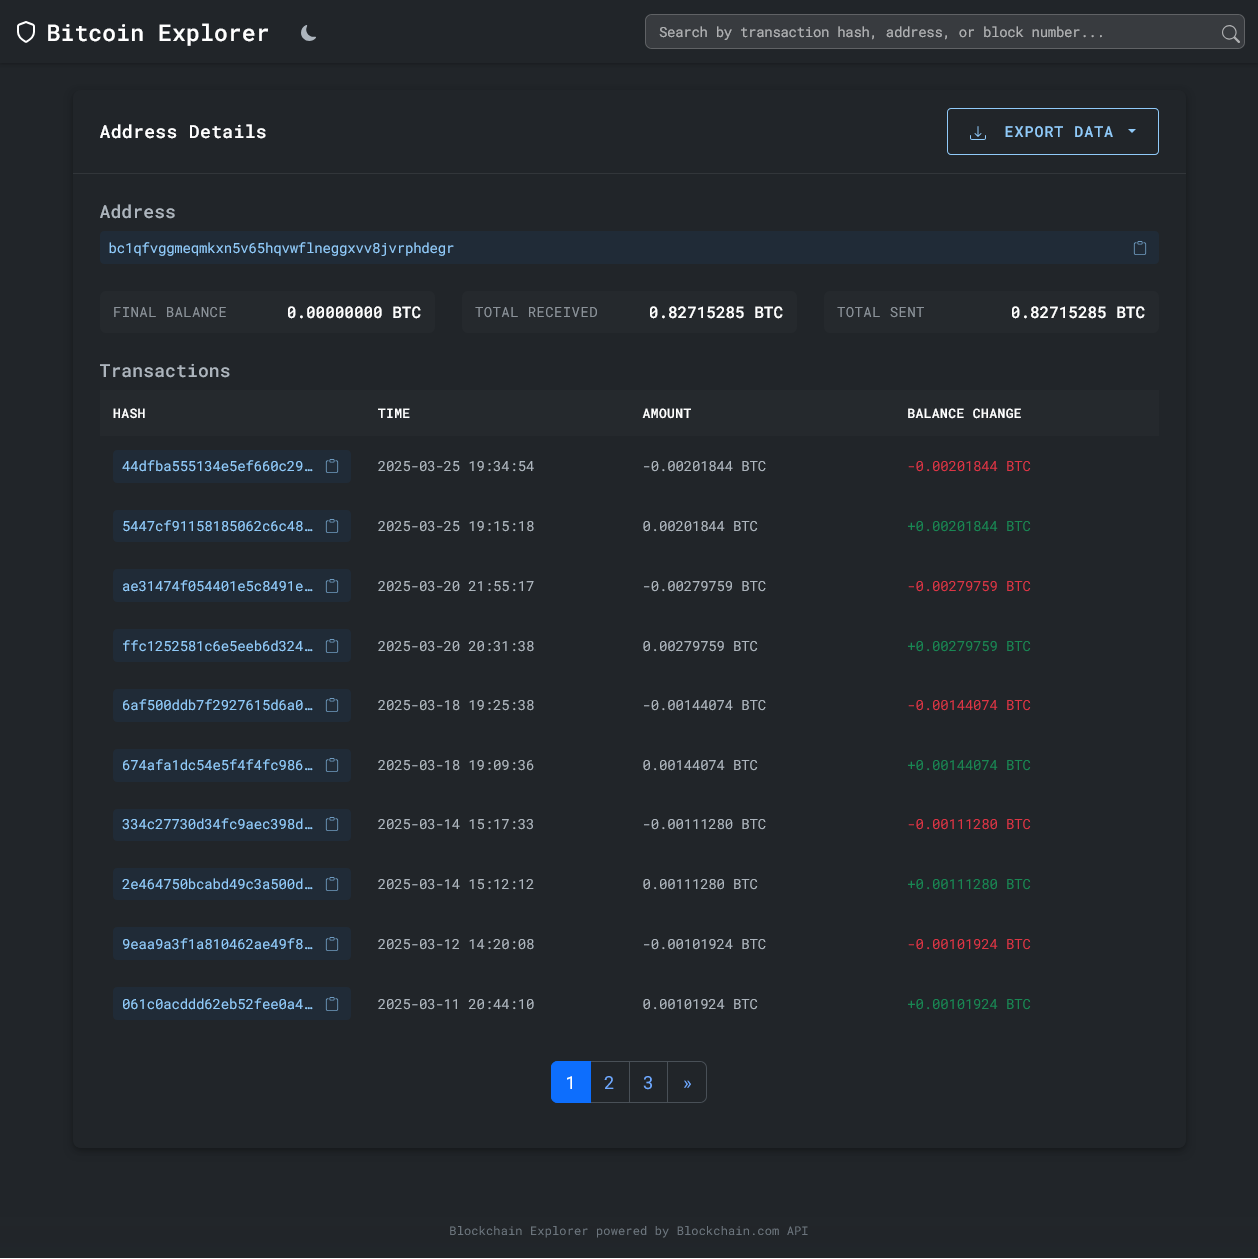 Bitcoin Explorer
Search by transaction hash, address, or block number...
Address Details
EXPORT DATA
Address
bc1qfvggmeqmkxn5v65hqvwflneggxvv8jvrphdegr
FINAL BALANCE 0.00000000 BTC TOTAL RECEIVED 0.82715285 BTC TOTAL SENT 0.82715285 BTC
Transactions
HASH TIME AMOUNT BALANCE CHANGE
44dfba555134e5ef660c29… 2025-03-25 19:34:54 -0.00201844 BTC -0.00201844 BTC
5447cf91158185062c6c48… 2025-03-25 19:15:18 0.00201844 BTC +0.00201844 BTC
ae31474f054401e5c8491e… 2025-03-20 21:55:17 -0.00279759 BTC -0.00279759 BTC
ffc1252581c6e5eeb6d324… 2025-03-20 20:31:38 0.00279759 BTC +0.00279759 BTC
6af500ddb7f2927615d6a0… 2025-03-18 19:25:38 -0.00144074 BTC -0.00144074 BTC
674afa1dc54e5f4f4fc986… 2025-03-18 19:09:36 0.00144074 BTC +0.00144074 BTC
334c27730d34fc9aec398d… 2025-03-14 15:17:33 -0.00111280 BTC -0.00111280 BTC
2e464750bcabd49c3a500d… 2025-03-14 15:12:12 0.00111280 BTC +0.00111280 BTC
9eaa9a3f1a810462ae49f8… 2025-03-12 14:20:08 -0.00101924 BTC -0.00101924 BTC
061c0acddd62eb52fee0a4… 2025-03-11 20:44:10 0.00101924 BTC +0.00101924 BTC
1 2 3 »
Blockchain Explorer powered by Blockchain.com API